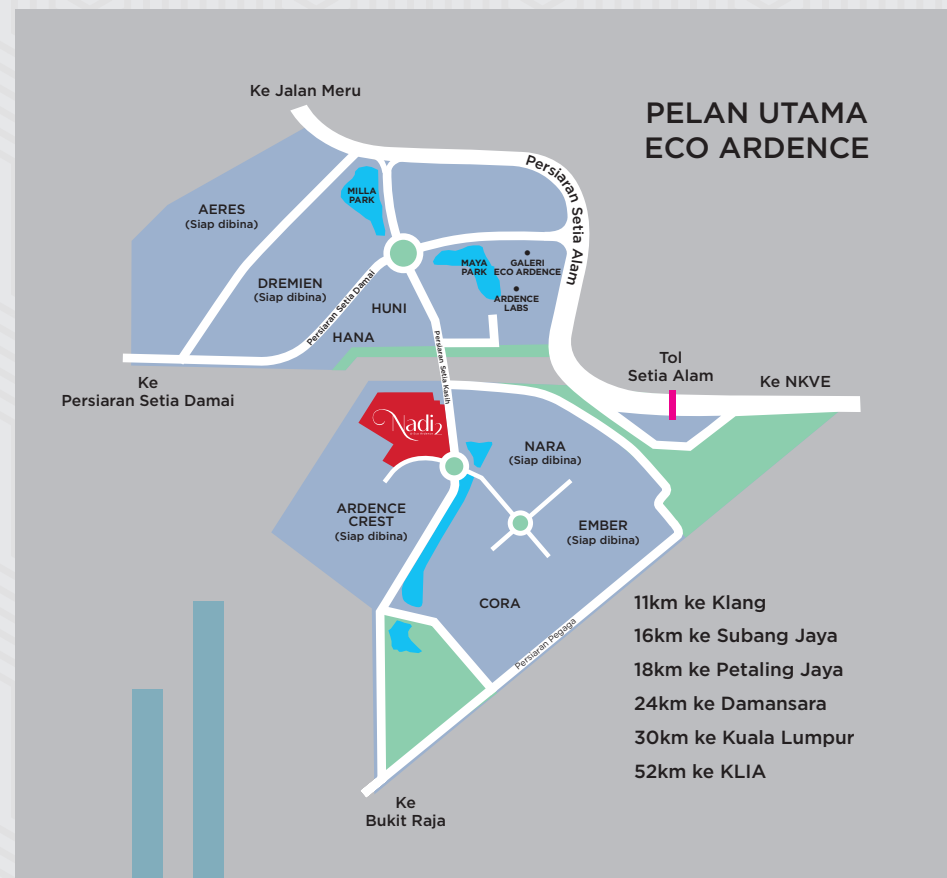 Ke Jalan Meru
PELAN UTAMA
ECO ARDENCE
Persiaran Setia Alam
MILLA
PARK
AERES
(Siap dibina)
MAYA
PARK
GALERI
ECO ARDENCE
DREMIEN
(Siap dibina)
ARDENCE
LABS
Persiaran Setia Damai
HUNI
HANA
Persiaran Setia Kasih
Tol
Setia Alam
Ke NKVE
Ke
Persiaran Setia Damai
Nadi2
NARA
(Siap dibina)
ARDENCE
CREST
(Siap dibina)
EMBER
(Siap dibina)
CORA
Persiaran Pegaga
11km ke Klang
16km ke Subang Jaya
18km ke Petaling Jaya
24km ke Damansara
30km ke Kuala Lumpur
52km ke KLIA
Ke
Bukit Raja